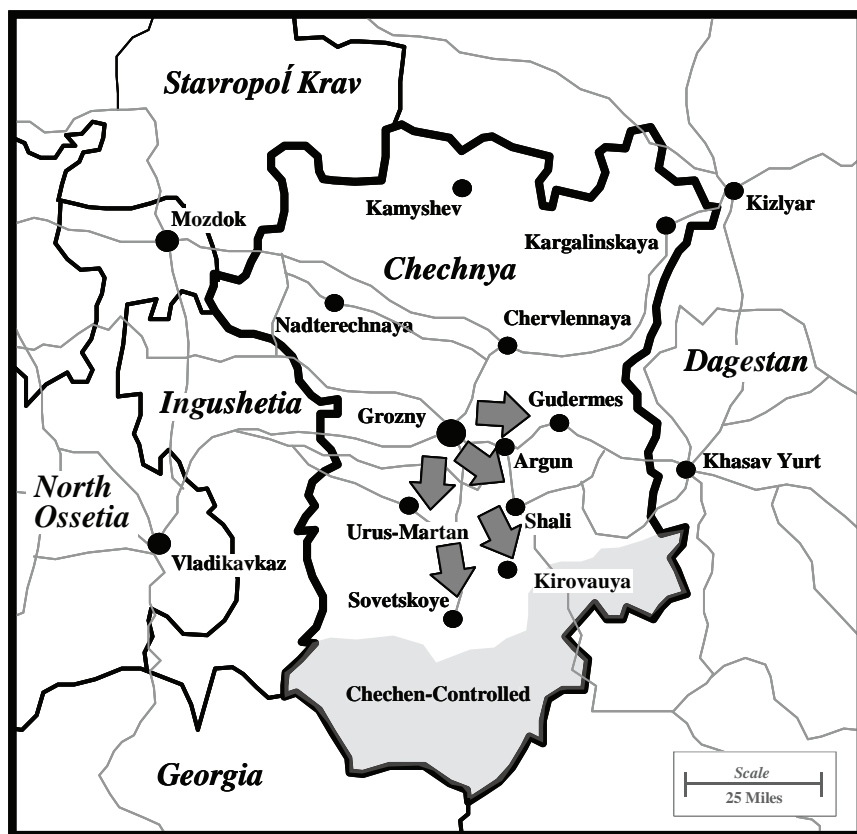 Stavropoĺ Krav
Kamyshev
Kizlyar
Mozdok
Kargalinskaya
Chechnya
Nadterechnaya
Chervlennaya
Dagestan
Ingushetia
Grozny
Gudermes
Argun
Khasav Yurt
North
Ossetia
Urus-Martan
Shali
Vladikavkaz
Kirovauya
Sovetskoye
Chechen-Controlled
Georgia
Scale
25 Miles